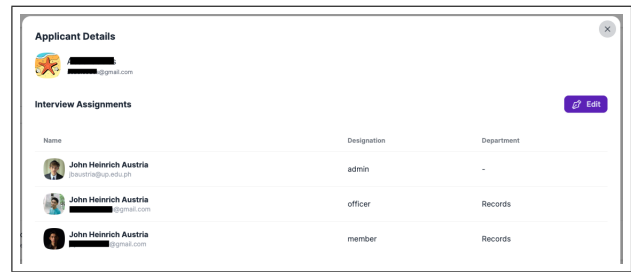 Applicant Details
@gmail.com
Interview Assignments
Edit
Name Designation Department
John Heinrich Austria
jbaustria@up.edu.ph
admin -
John Heinrich Austria
@gmail.com
officer Records
John Heinrich Austria
@gmail.com
member Records